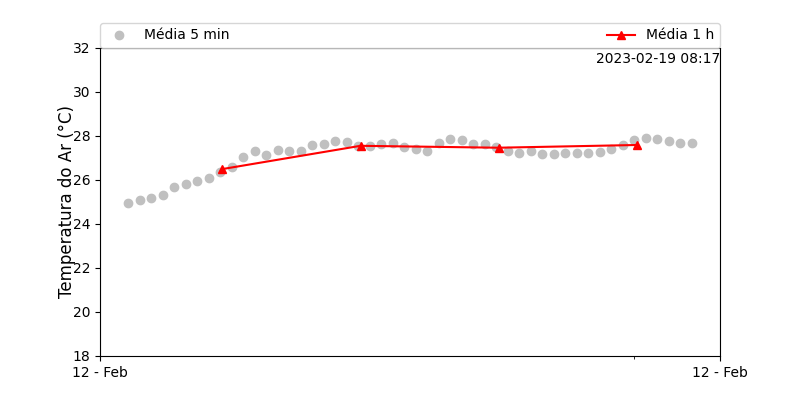 Média 5 min
Média 1 h
2023-02-19 08:17
Temperatura do Ar (°C)
32
30
28
26
24
22
20
18
12 - Feb
12 - Feb